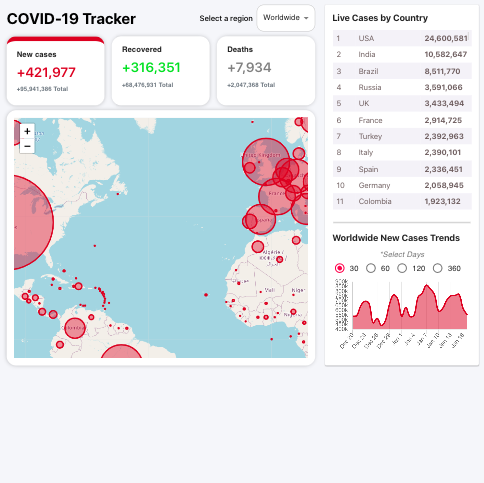 COVID-19 Tracker
Select a region
Worldwide
New cases
+421,977
+95,941,386 Total
Recovered
+316,351
+68,476,931 Total
Deaths
+7,934
+2,047,368 Total
+
−
Mali
Niger
Live Cases by Country
1 USA 24,600,581
2 India 10,582,647
3 Brazil 8,511,770
4 Russia 3,591,066
5 UK 3,433,494
6 France 2,914,725
7 Turkey 2,392,963
8 Italy 2,390,101
9 Spain 2,336,451
10 Germany 2,058,945
11 Colombia 1,923,132
Worldwide New Cases Trends
*Select Days
30 60 120 360